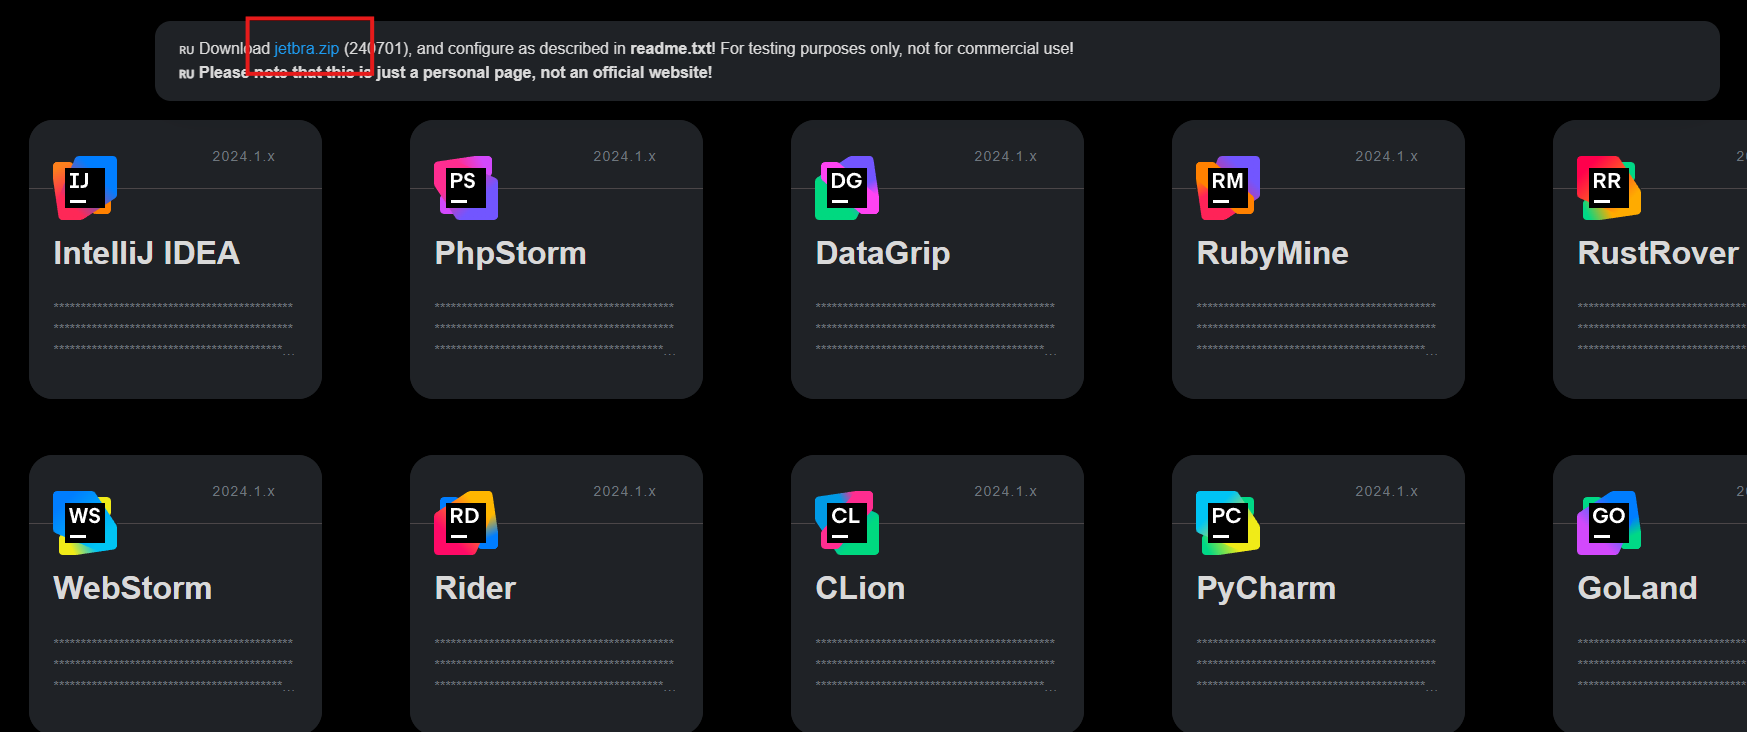 RU Download jetbra.zip (240701), and configure as described in readme.txt! For testing purposes only, not for commercial use!
RU Please note that this is just a personal page, not an official website!
2024.1.x 2024.1.x 2024.1.x 2024.1.x 2
IJ PS DG RM RR
IntelliJ IDEA PhpStorm DataGrip RubyMine RustRover
2024.1.x 2024.1.x 2024.1.x 2024.1.x 2
WS RD CL PC GO
WebStorm Rider CLion PyCharm GoLand